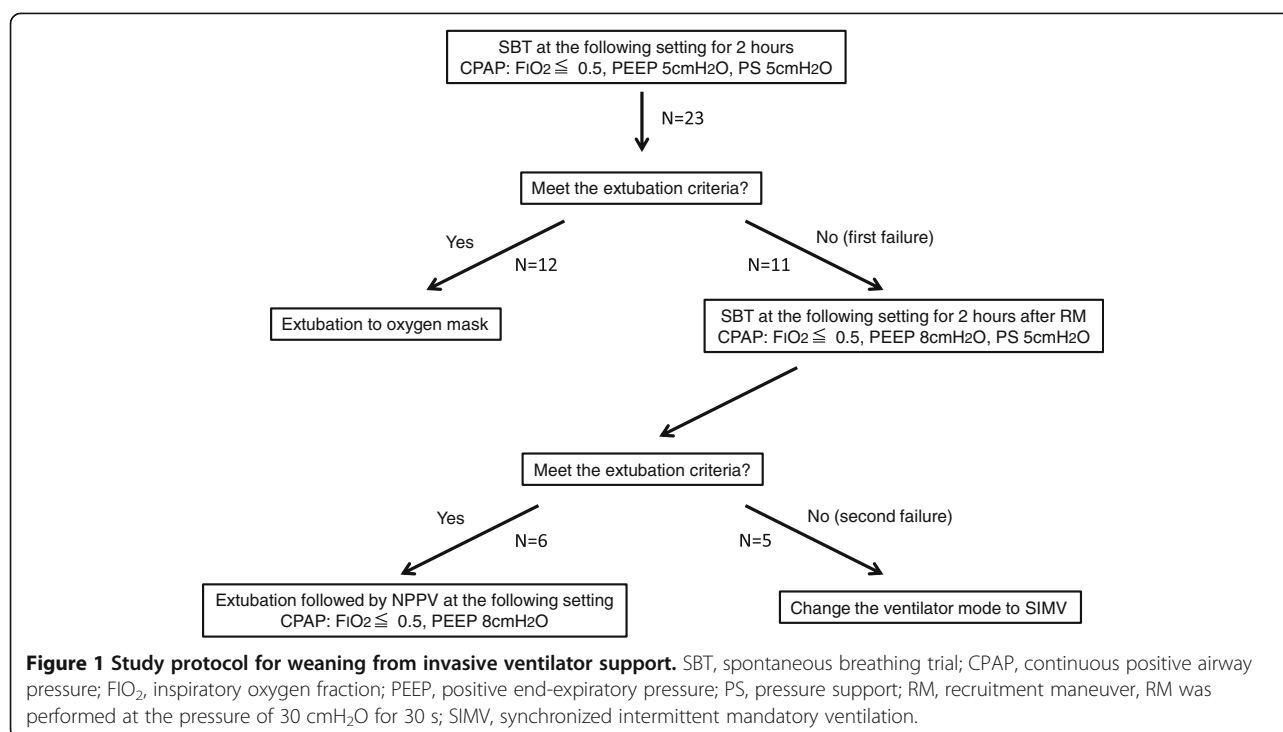 SBT at the following setting for 2 hours
CPAP: FIO2 ≦ 0.5, PEEP 5cmH2O, PS 5cmH2O
N=23
Meet the extubation criteria?
Yes
No (first failure)
N=12
N=11
Extubation to oxygen mask
SBT at the following setting for 2 hours after RM
CPAP: FIO2 ≦ 0.5, PEEP 8cmH2O, PS 5cmH2O
Meet the extubation criteria?
Yes
No (second failure)
N=6
N=5
Extubation followed by NPPV at the following setting
CPAP: FIO2 ≦ 0.5, PEEP 8cmH2O
Change the ventilator mode to SIMV
Figure 1 Study protocol for weaning from invasive ventilator support. SBT, spontaneous breathing trial; CPAP, continuous positive airway
pressure; FIO2, inspiratory oxygen fraction; PEEP, positive end-expiratory pressure; PS, pressure support; RM, recruitment maneuver, RM was
performed at the pressure of 30 cmH2O for 30 s; SIMV, synchronized intermittent mandatory ventilation.